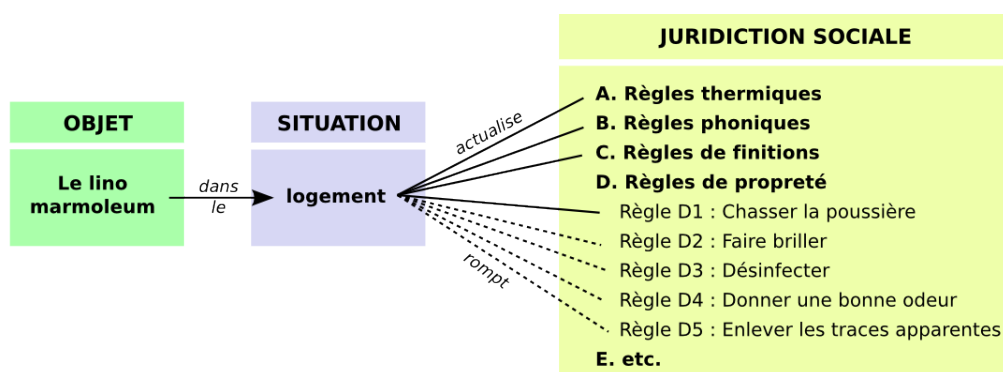 OBJET
Le lino
marmoleum
dans
le
SITUATION
logement
actualise
rompt
JURIDICTION SOCIALE
A. Règles thermiques
B. Règles phoniques
C. Règles de finitions
D. Règles de propreté
Règle D1 : Chasser la poussière
Règle D2 : Faire briller
Règle D3 : Désinfecter
Règle D4 : Donner une bonne odeur
Règle D5 : Enlever les traces apparentes
E. etc.